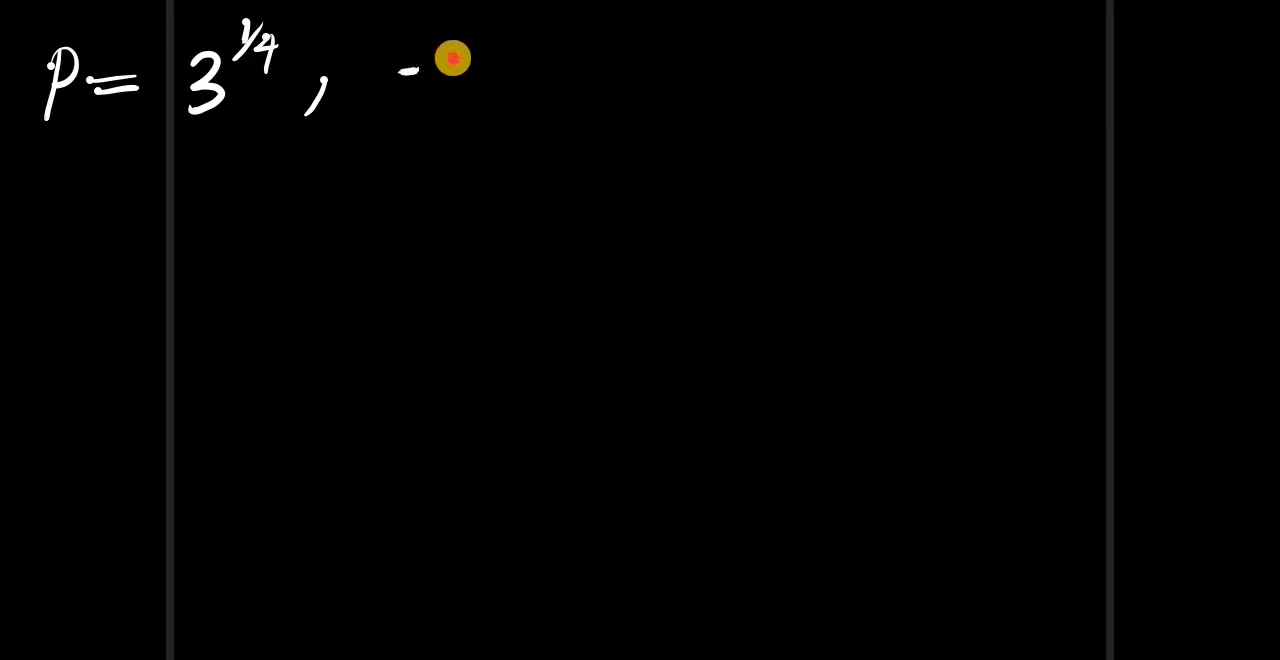 P = 3^{1/4} , -